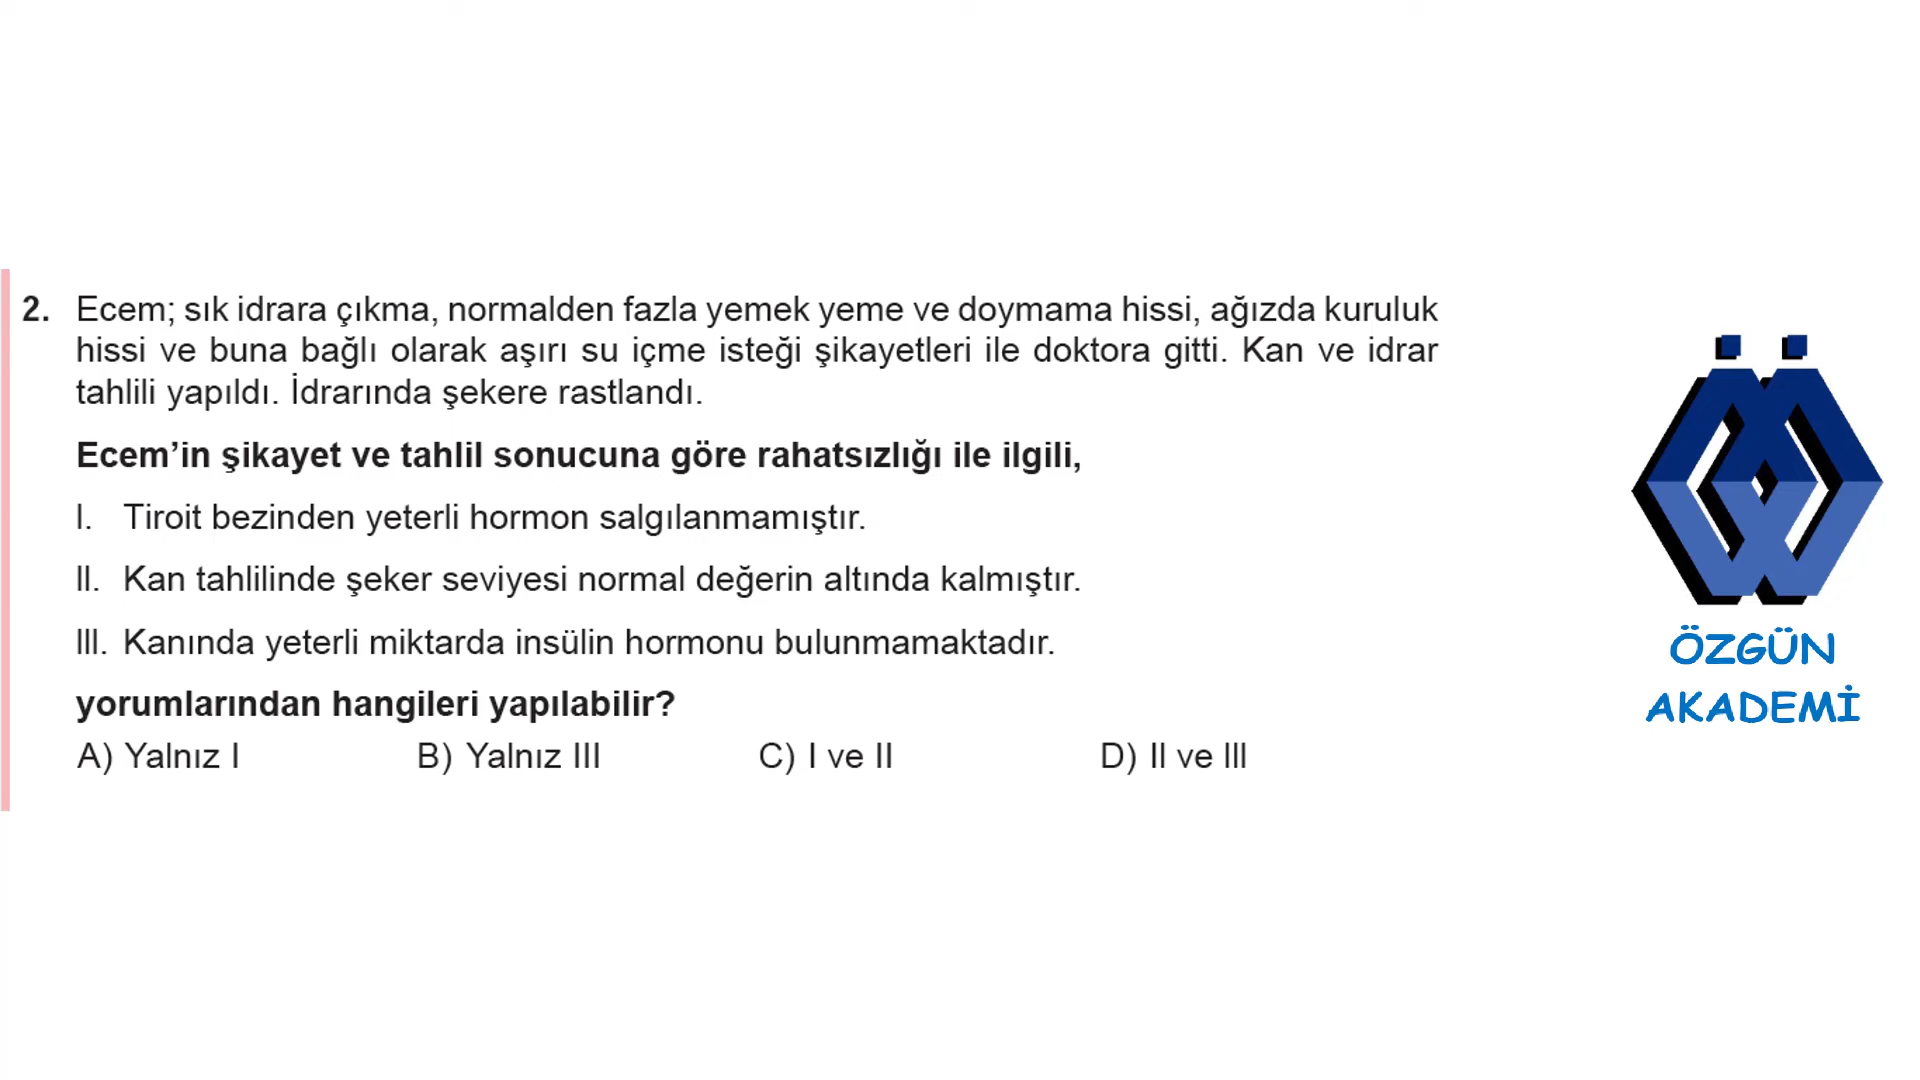 2. Ecem; sık idrara çıkma, normalden fazla yemek yeme ve doymama hissi, ağızda kuruluk
hissi ve buna bağlı olarak aşırı su içme isteği şikayetleri ile doktora gitti. Kan ve idrar
tahlili yapıldı. İdrarında şekere rastlandı.
Ecem’in şikayet ve tahlil sonucuna göre rahatsızlığı ile ilgili,
I. Tiroit bezinden yeterli hormon salgılanmamıştır.
II. Kan tahlilinde şeker seviyesi normal değerin altında kalmıştır.
III. Kanında yeterli miktarda insülin hormonu bulunmamaktadır.
yorumlarından hangileri yapılabilir?
A) Yalnız I B) Yalnız III C) I ve II D) II ve III
ÖZGÜN
AKADEMİ